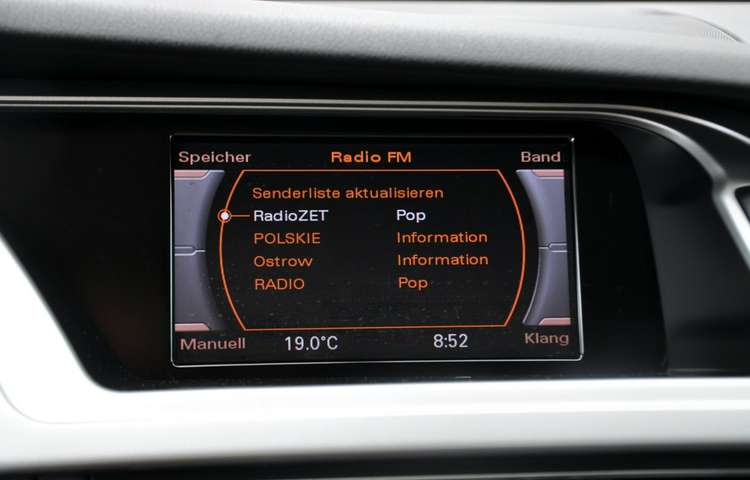 Speicher Radio FM Band
Senderliste aktualisieren
RadioZET Pop
POLSKIE Information
Ostrow Information
RADIO Pop
Manuell 19.0°C 8:52 Klang